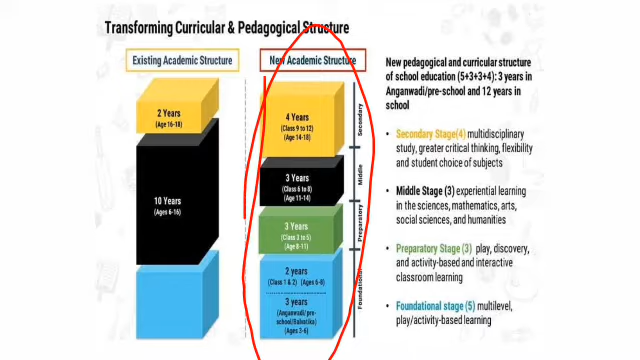 Transforming Curricular & Pedagogical Structure
Existing Academic Structure
New Academic Structure
2 Years
(Age 16-18)
10 Years
(Ages 6-16)
4 Years
(Class 9 to 12)
(Age 14-18)
Secondary
3 Years
(Class 6 to 8)
(Age 11-14)
Middle
3 Years
(Class 3 to 5)
(Age 8-11)
Preparatory
2 years
(Class 1 & 2) (Ages 6-8)
3 years
(Anganwadi/ pre-
school/Balvatika)
(Ages 3-6)
Foundational
New pedagogical and curricular structure
of school education (5+3+3+4): 3 years in
Anganwadi/pre-school and 12 years in
school
Secondary Stage(4) multidisciplinary
study, greater critical thinking, flexibility
and student choice of subjects
Middle Stage (3) experiential learning
in the sciences, mathematics, arts,
social sciences, and humanities
Preparatory Stage (3) play, discovery,
and activity-based and interactive
classroom learning
Foundational stage (5) multilevel,
play/activity-based learning